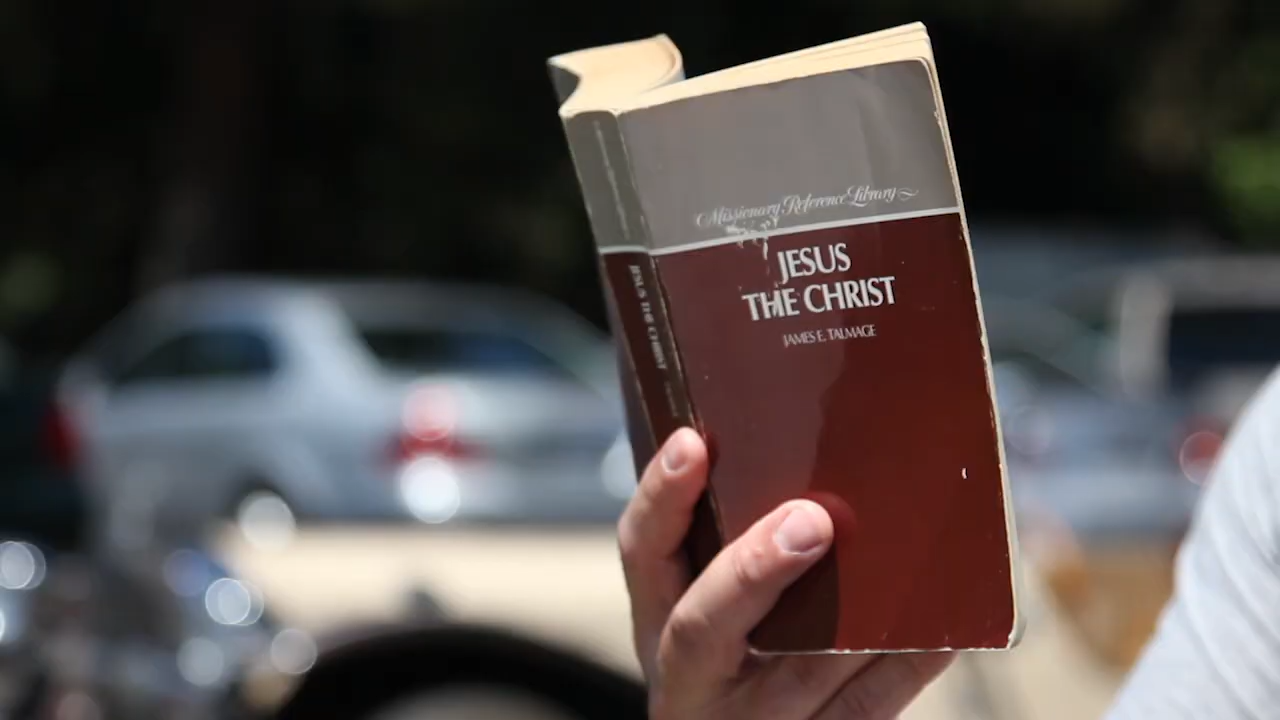 Missionary Reference Library
JESUS
THE CHRIST
JAMES E. TALMAGE
JESUS THE CHRIST